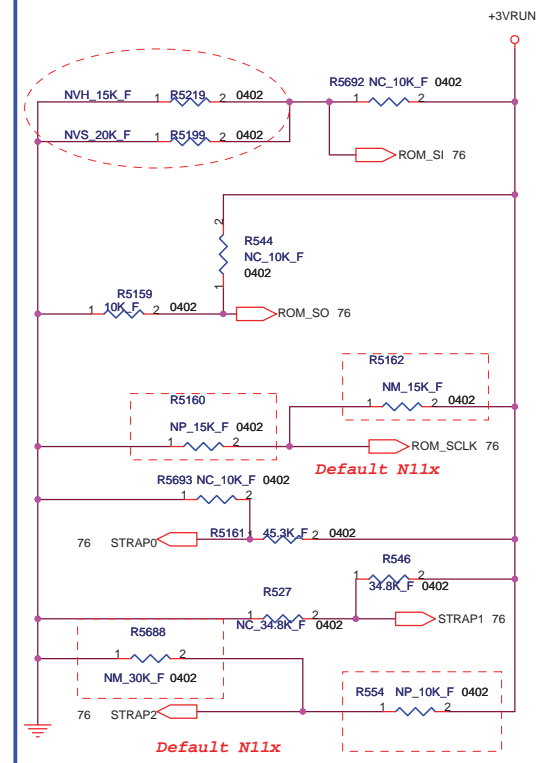 +3VRUN
R5692 NC_10K_F 0402
1 2
NVH_15K_F 1 R5219 2 0402
NVS_20K_F 1 R5199 2 0402
ROM_SI 76
2
R544
NC_10K_F
0402
1
R5159
1 10K_F 2 0402
ROM_SO 76
R5162
NM_15K_F
1 2 0402
R5160
NP_15K_F 0402
1 2
ROM_SCLK 76
Default N11x
R5693 NC_10K_F 0402
1 2
R5161 1 45.3K_F 2 0402
76 STRAP0
R546
1 2
34.8K_F 0402
R527
1 2
NC_34.8K_F 0402
STRAP1 76
R5688
1 2
NM_30K_F 0402
R554 NP_10K_F 0402
1 2
76 STRAP2
Default N11x